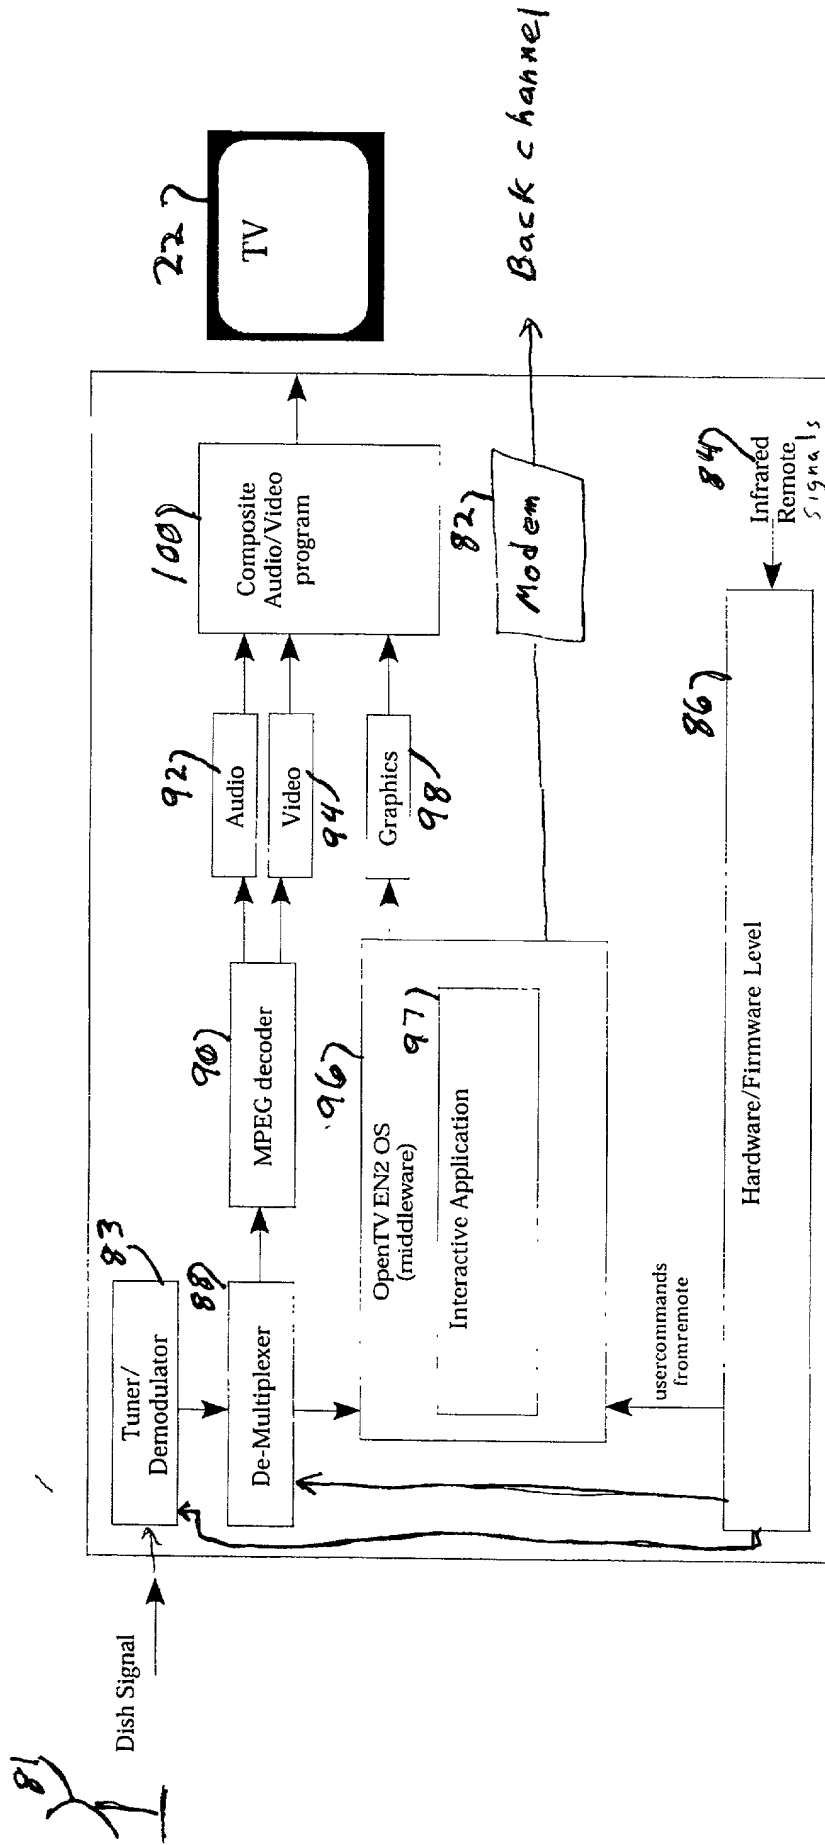 81
Dish Signal
83
Tuner/
Demodulator
88
De-Multiplexer
90
MPEG decoder
92
Audio
Video
94
100
Composite
Audio/Video
program
22
TV
96
OpenTV EN2 OS
(middleware)
97
Interactive Application
Graphics
98
82
Modem
Back channel
usercommands
fromremote
86
Hardware/Firmware Level
84
Infrared
Remote
Signals